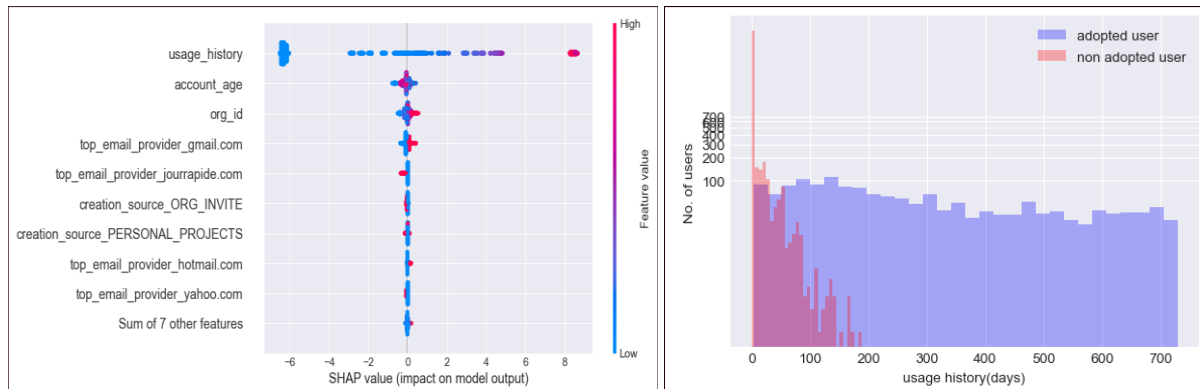 High
usage_history
account_age
org_id
top_email_provider_gmail.com
top_email_provider_jourrapide.com
creation_source_ORG_INVITE
creation_source_PERSONAL_PROJECTS
top_email_provider_hotmail.com
top_email_provider_yahoo.com
Sum of 7 other features
Feature value
Low
−6 −4 −2 0 2 4 6 8
SHAP value (impact on model output)
adopted user
non adopted user
No. of users
700
600
500
400
300
200
100
0 100 200 300 400 500 600 700
usage history(days)